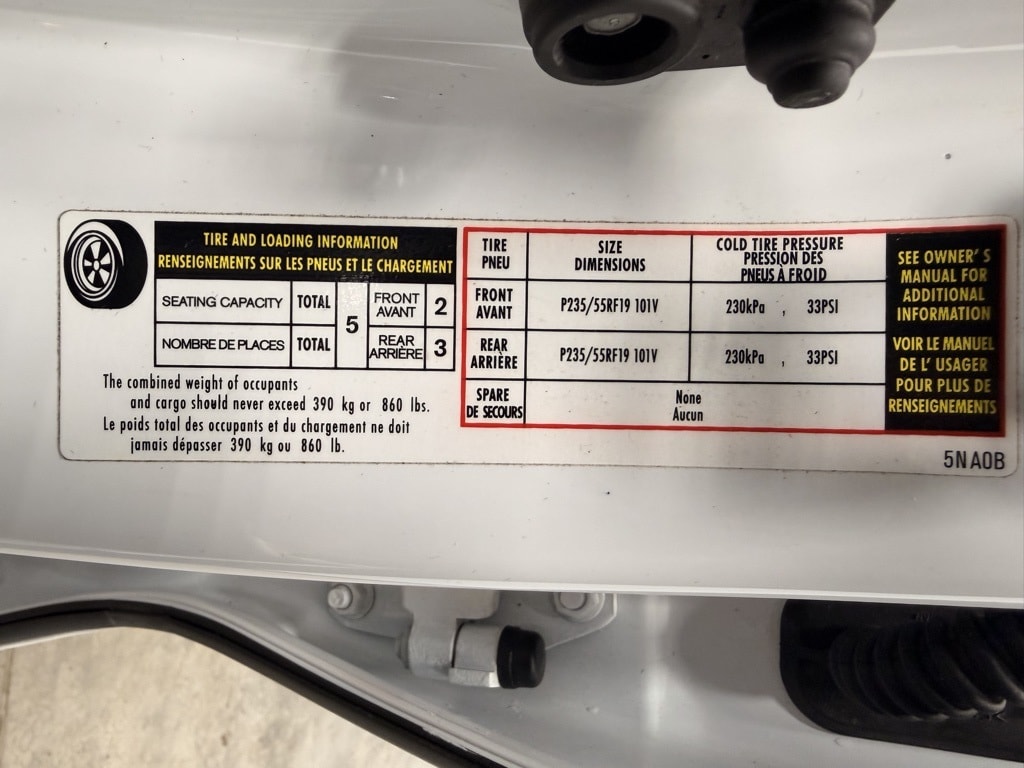 TIRE AND LOADING INFORMATION
RENSEIGNEMENTS SUR LES PNEUS ET LE CHARGEMENT
SEATING CAPACITY TOTAL 5 FRONT AVANT 2
NOMBRE DE PLACES TOTAL REAR ARRIÈRE 3
The combined weight of occupants
and cargo should never exceed 390 kg or 860 lbs.
Le poids total des occupants et du chargement ne doit
jamais dépasser 390 kg ou 860 lb.
TIRE PNEU SIZE DIMENSIONS COLD TIRE PRESSURE PRESSION DES PNEUS À FROID
FRONT AVANT P235/55RF19 101V 230kPa , 33PSI
REAR ARRIÈRE P235/55RF19 101V 230kPa , 33PSI
SPARE DE SECOURS None Aucun
SEE OWNER'S
MANUAL FOR
ADDITIONAL
INFORMATION
VOIR LE MANUEL
DE L'USAGER
POUR PLUS DE
RENSEIGNEMENTS
5NA0B